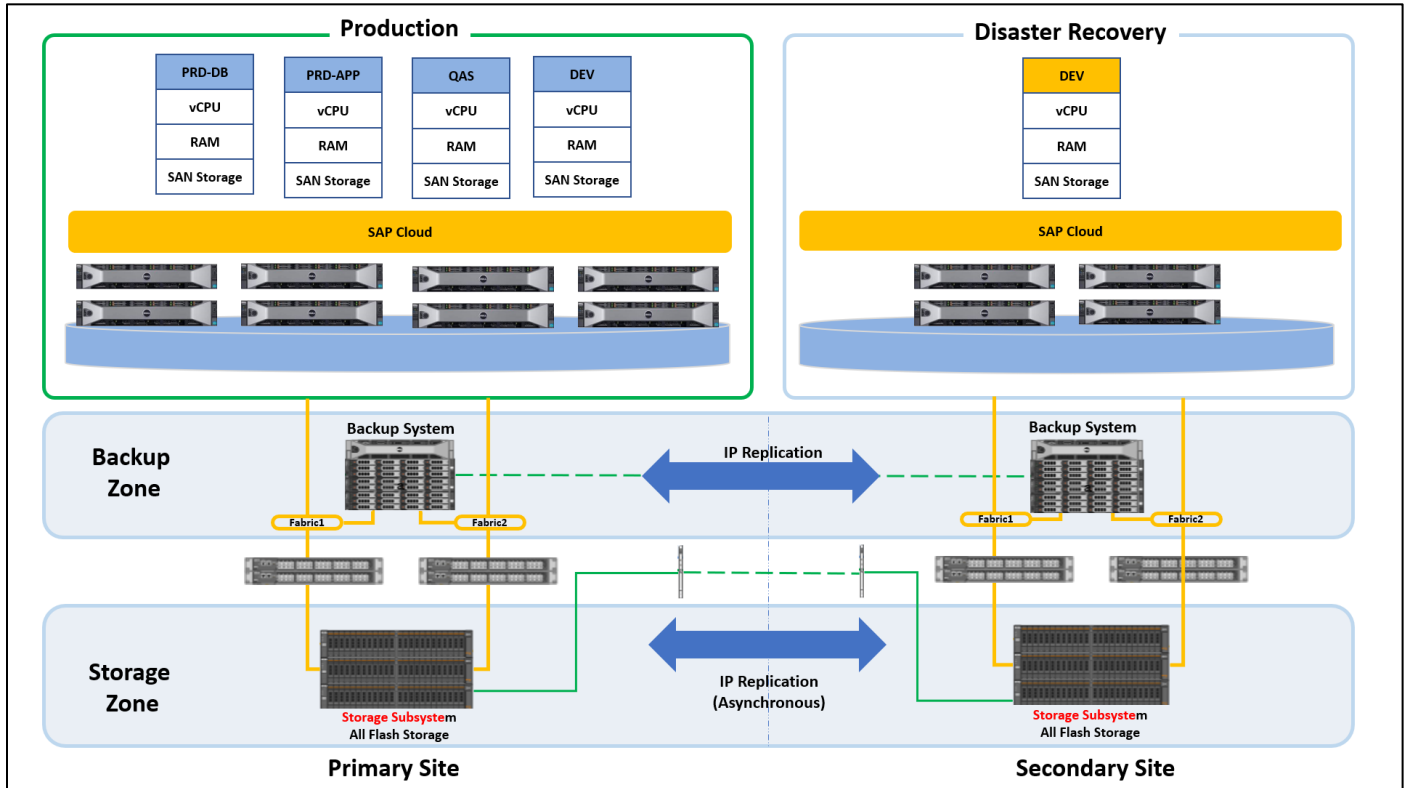 Production
Disaster Recovery
PRD-DB
vCPU
RAM
SAN Storage
PRD-APP
vCPU
RAM
SAN Storage
QAS
vCPU
RAM
SAN Storage
DEV
vCPU
RAM
SAN Storage
DEV
vCPU
RAM
SAN Storage
SAP Cloud
SAP Cloud
Backup
Zone
Backup System
IP Replication
Backup System
Fabric1
Fabric2
Fabric1
Fabric2
Storage
Zone
IP Replication
(Asynchronous)
Storage Subsystem
All Flash Storage
Storage Subsystem
All Flash Storage
Primary Site
Secondary Site